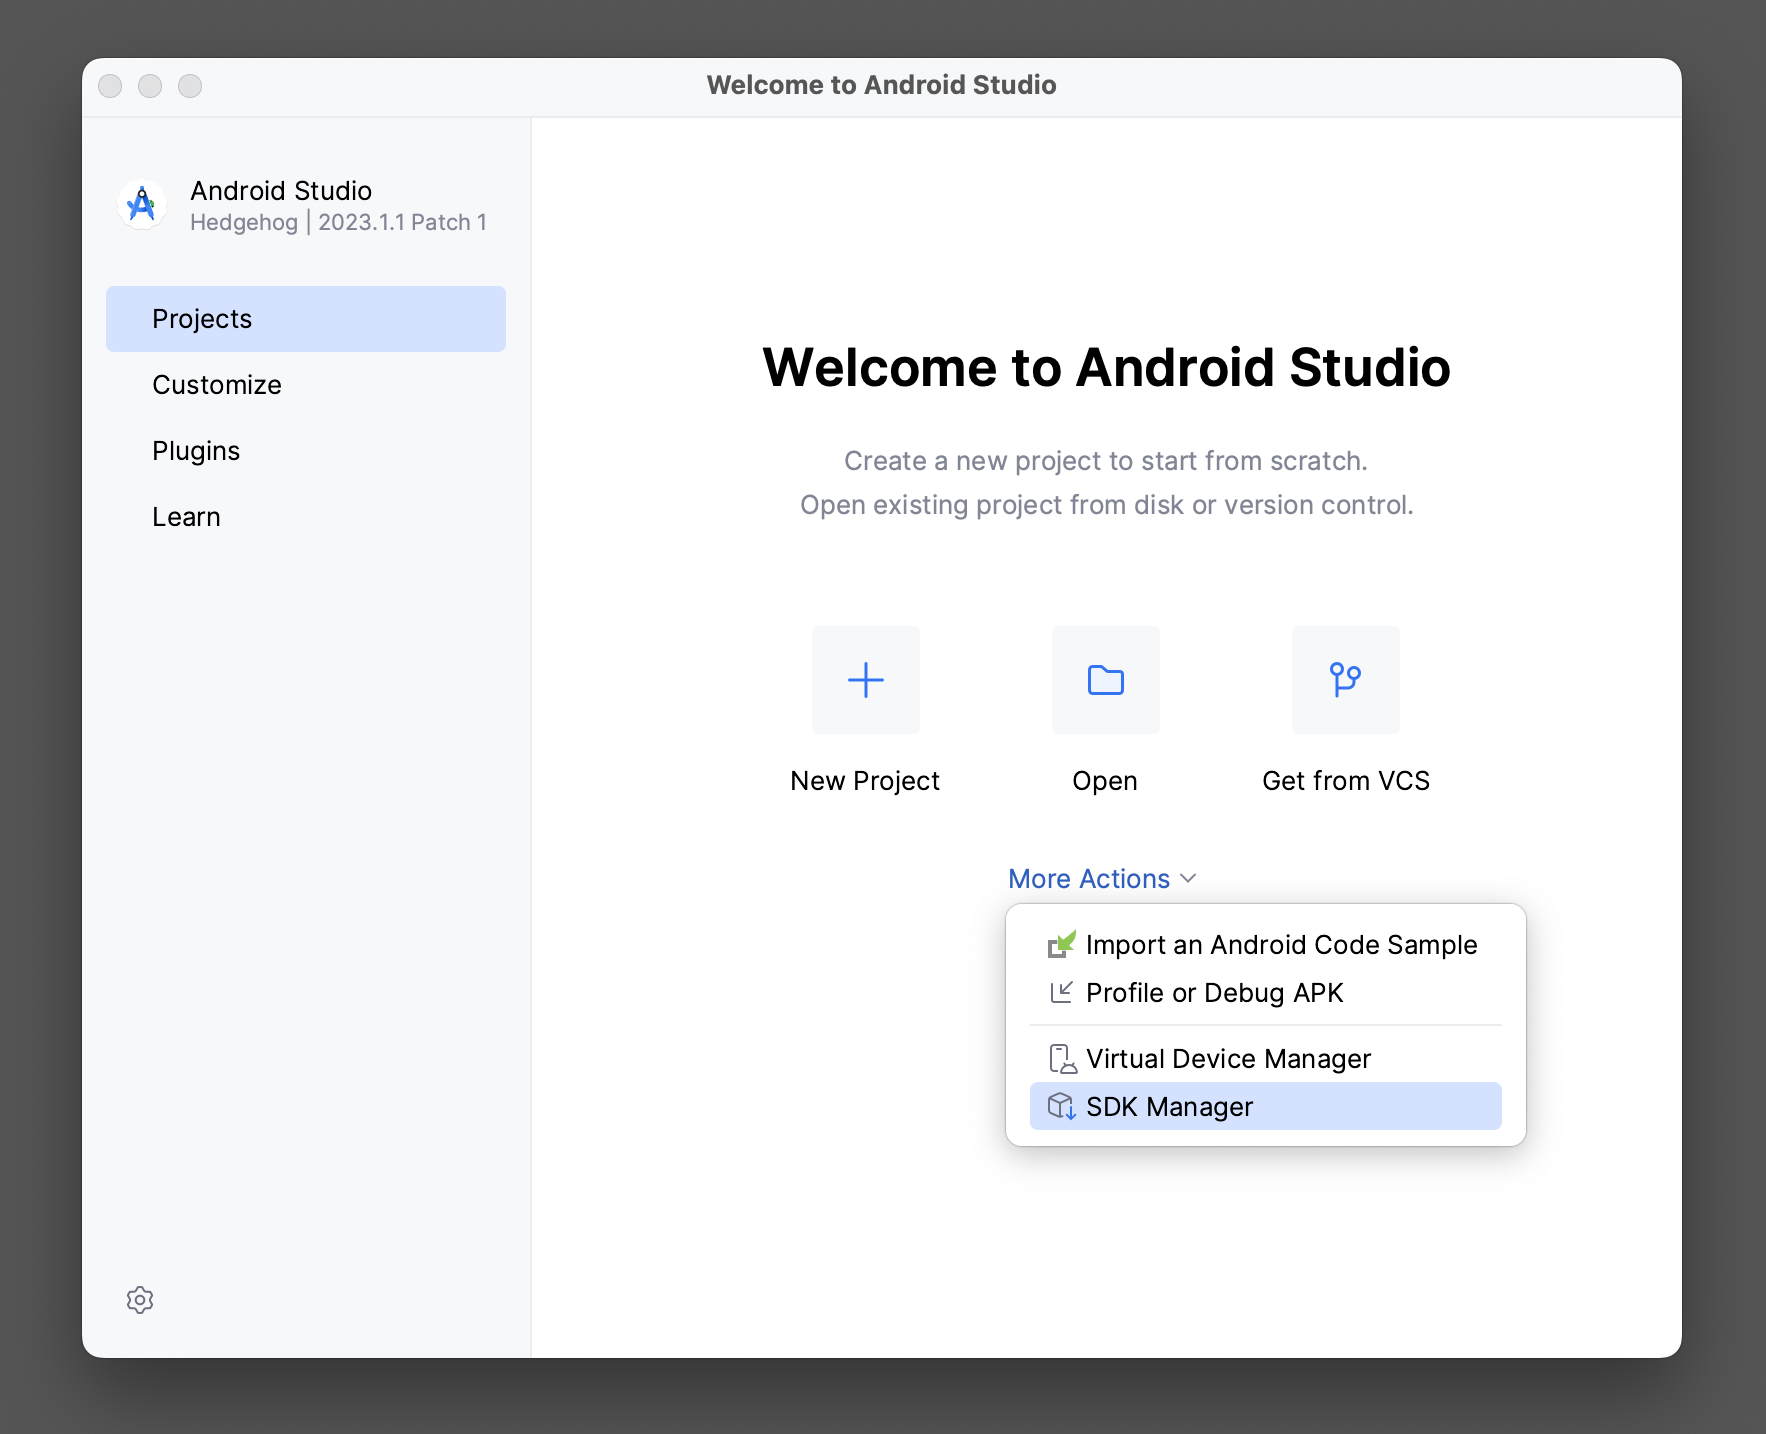 Welcome to Android Studio
Android Studio
Hedgehog | 2023.1.1 Patch 1
Projects
Customize
Plugins
Learn
Welcome to Android Studio
Create a new project to start from scratch.
Open existing project from disk or version control.
New Project
Open
Get from VCS
More Actions
Import an Android Code Sample
Profile or Debug APK
Virtual Device Manager
SDK Manager